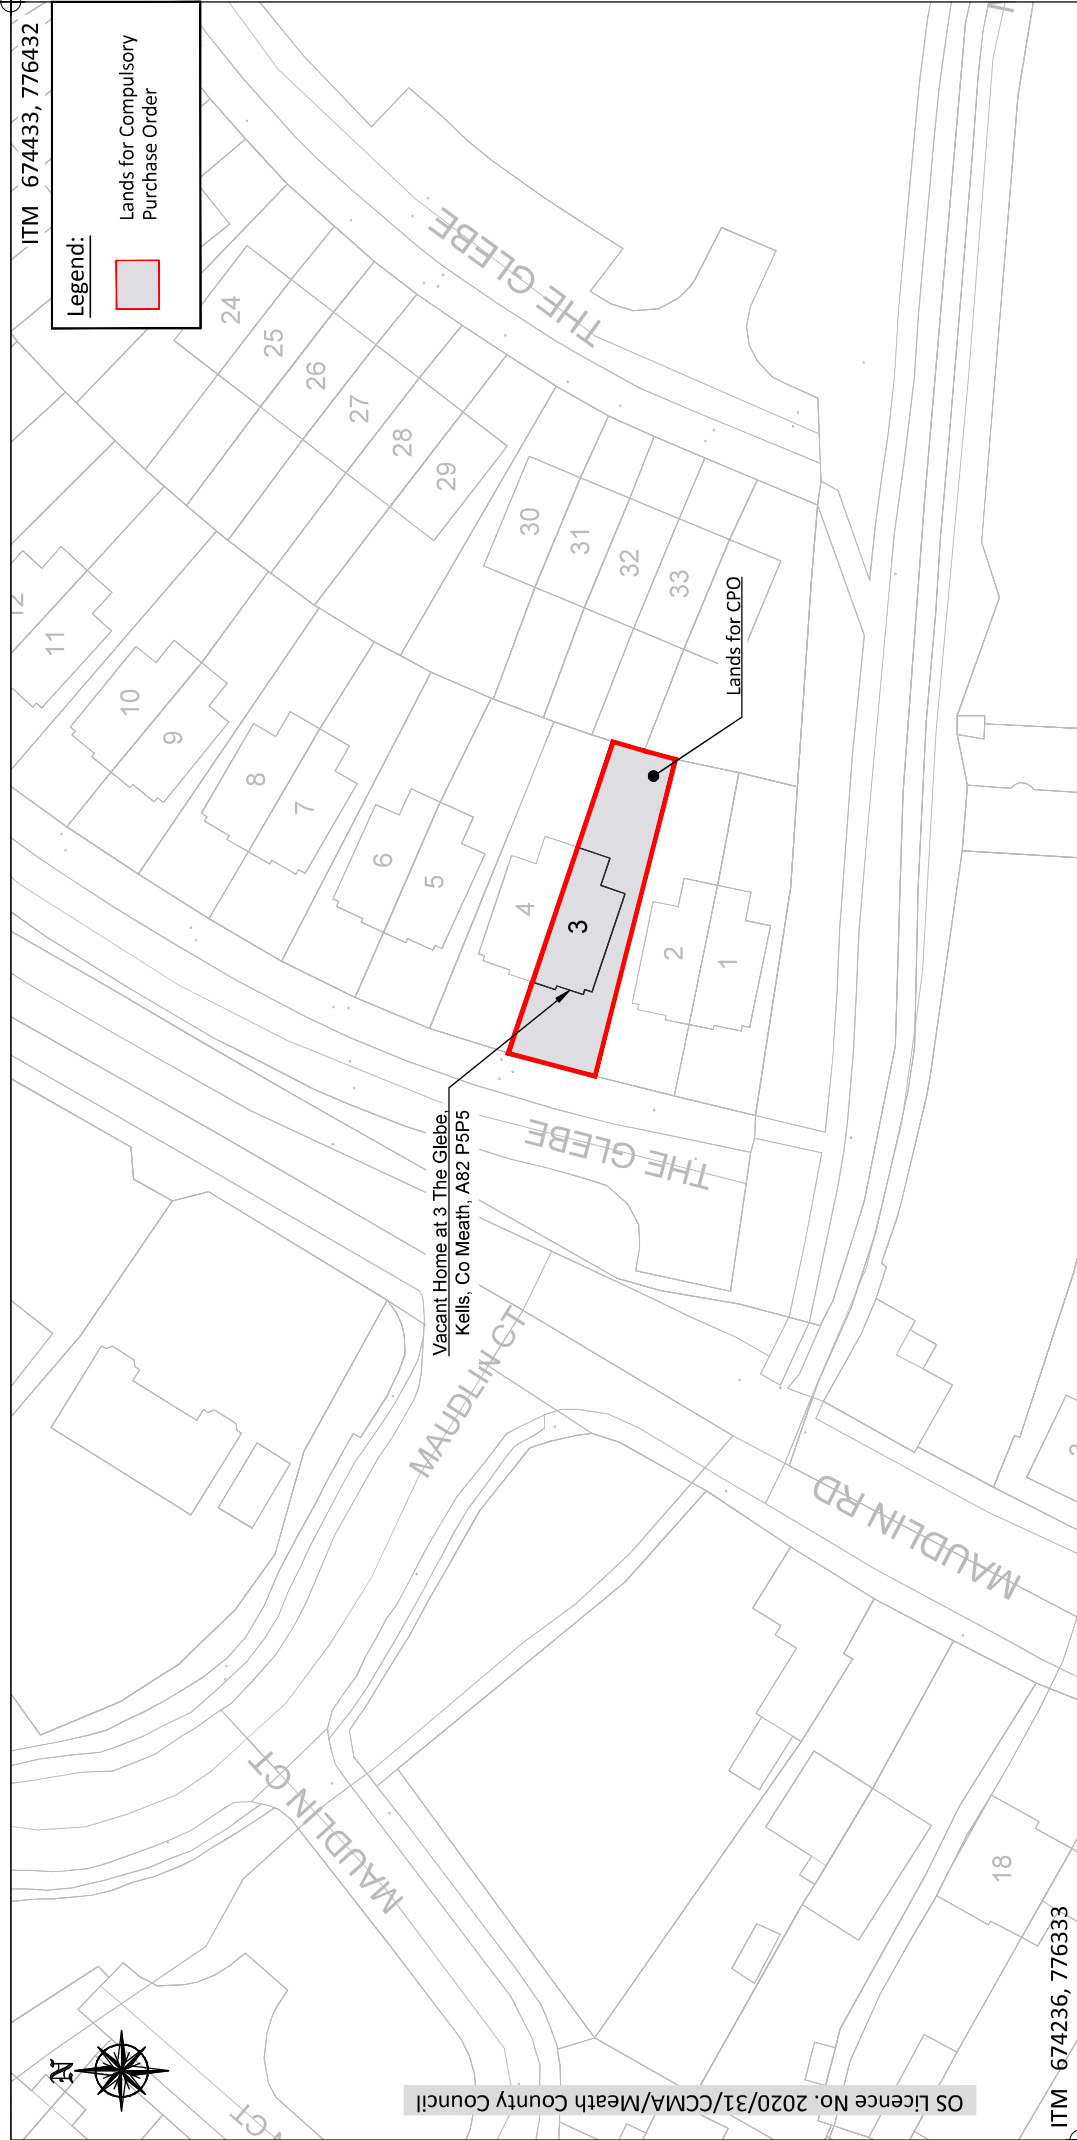 ITM 674433, 776432
Legend:
Lands for Compulsory
Purchase Order
24
25
26
27
28
29
30
31
32
33
THE GLEBE
12
11
10
9
8
7
6
5
4
3
2
1
Lands for CPO
Vacant Home at 3 The Glebe,
Kells, Co Meath, A82 P5P5
THE GLEBE
MAUDLIN CT
MAUDLIN RD
MAUDLIN CT
18
N
OS Licence No. 2020/31/CCMA/Meath County Council
ITM 674236, 776333